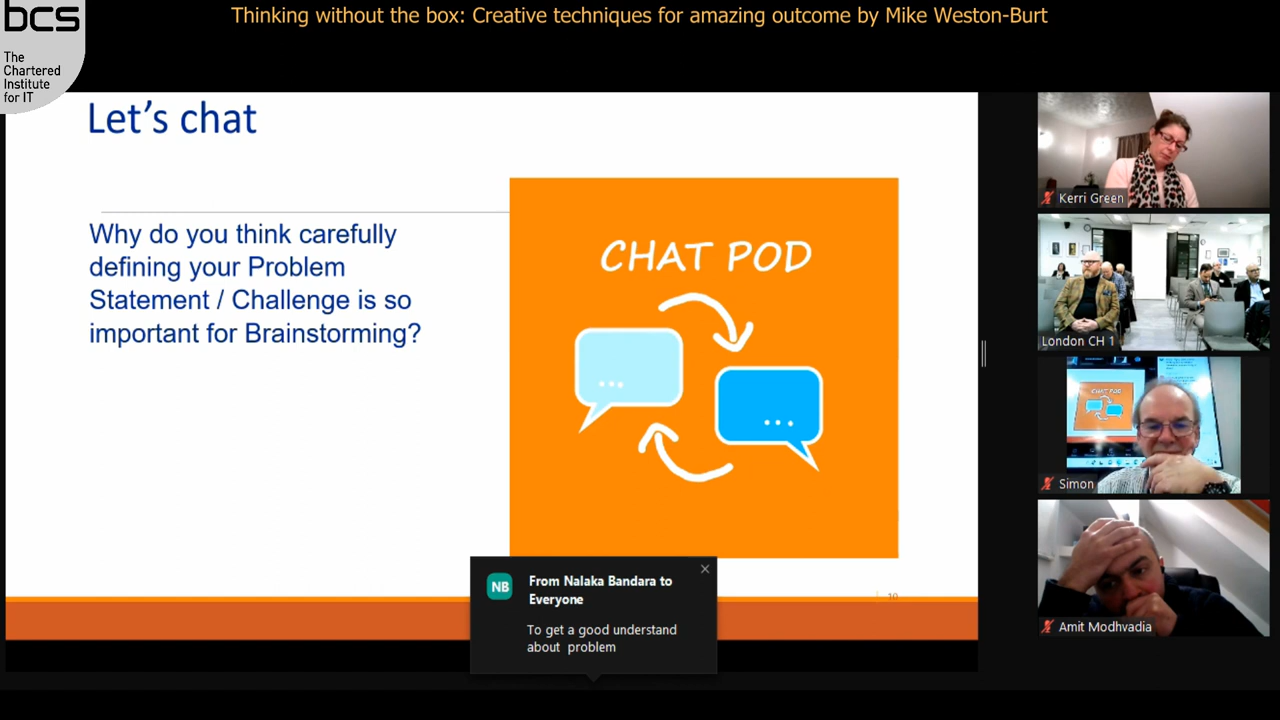 Thinking without the box: Creative techniques for amazing outcome by Mike Weston-Burt
bcs
The
Chartered
Institute
for IT
Let's chat
Why do you think carefully
defining your Problem
Statement / Challenge is so
important for Brainstorming?
CHAT POD
10
NB
From Nalaka Bandara to
Everyone
To get a good understand
about problem
Kerri Green
London CH 1
CHAT POD
Simon
Amit Modhvadia